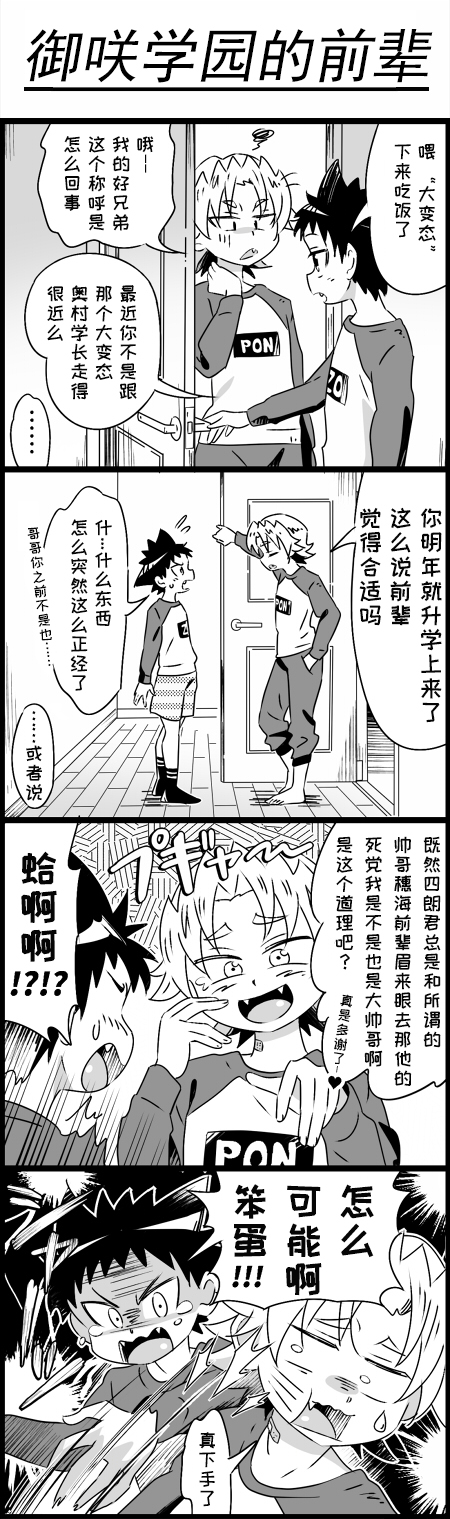 御咲学园的前辈
喂“大变态”
下来吃饭了
哦—
我的好兄弟
这个称呼是
怎么回事
PON
ZO
最近你不是跟
那个大变态
奥村学长走得
很近么
……
你明年就升学上来了
这么说前辈
觉得合适吗
什…什么东西
怎么突然这么正经了
哥哥你之前不是也……
……或者说
既然四朗君总是和所谓的
帅哥穗海前辈眉来眼去那他的
死党我是不是也是大帅哥啊
是这个道理吧？
真是多谢了—♥
プギャ〜〜
蛤啊啊
!?!?
PON
怎么
可能啊
笨蛋!!!
真下手了